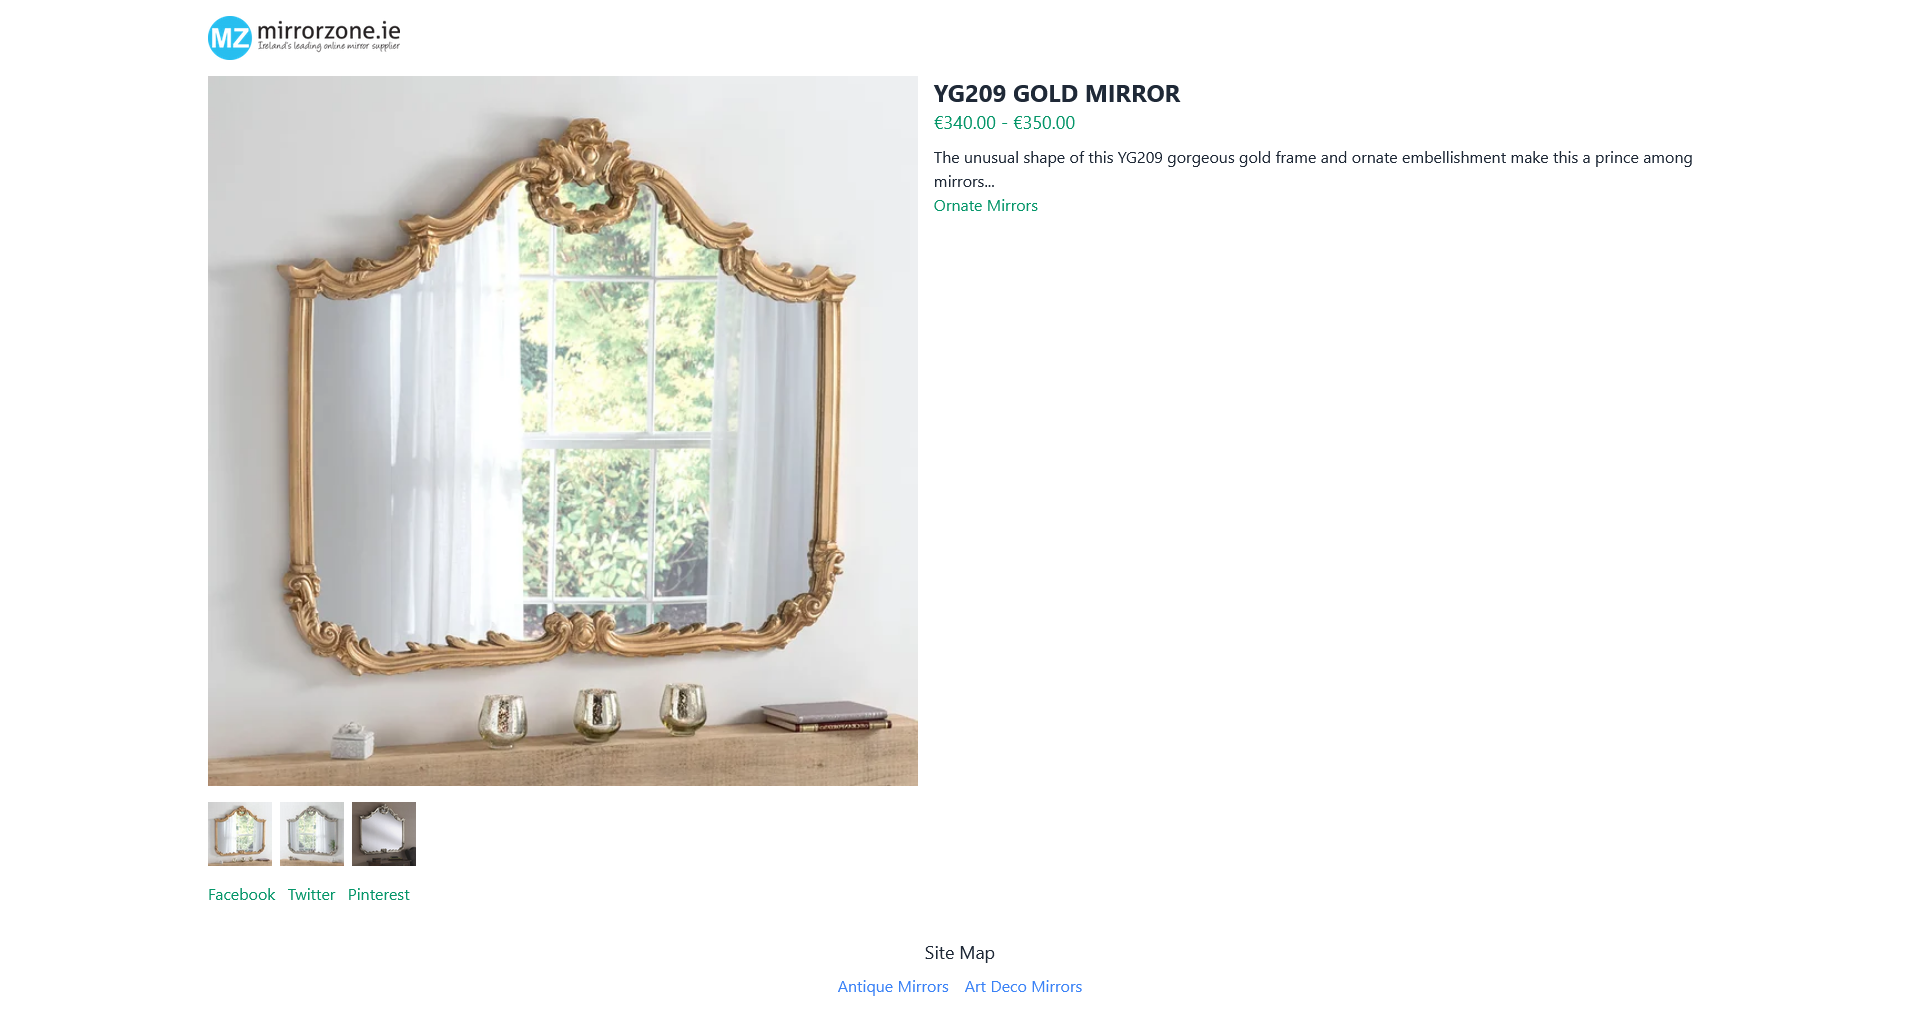 MZ mirrorzone.ie
Ireland's leading online mirror supplier
YG209 GOLD MIRROR
€340.00 - €350.00
The unusual shape of this YG209 gorgeous gold frame and ornate embellishment make this a prince among
mirrors...
Ornate Mirrors
Facebook Twitter Pinterest
Site Map
Antique Mirrors Art Deco Mirrors